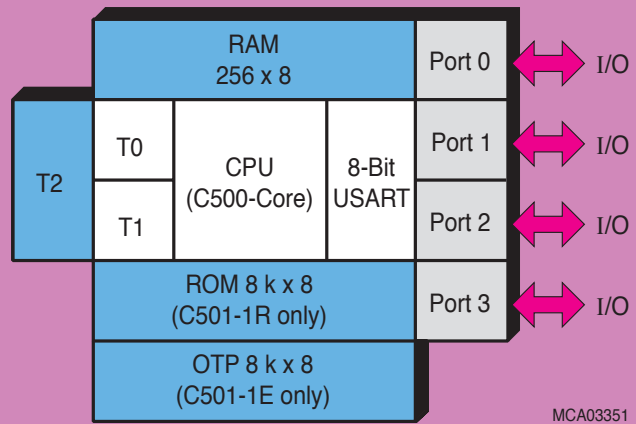 RAM
256 x 8
Port 0
I/O
T2
T0
T1
CPU
(C500-Core)
8-Bit
USART
Port 1
I/O
Port 2
I/O
ROM 8 k x 8
(C501-1R only)
Port 3
I/O
OTP 8 k x 8
(C501-1E only)
MCA03351